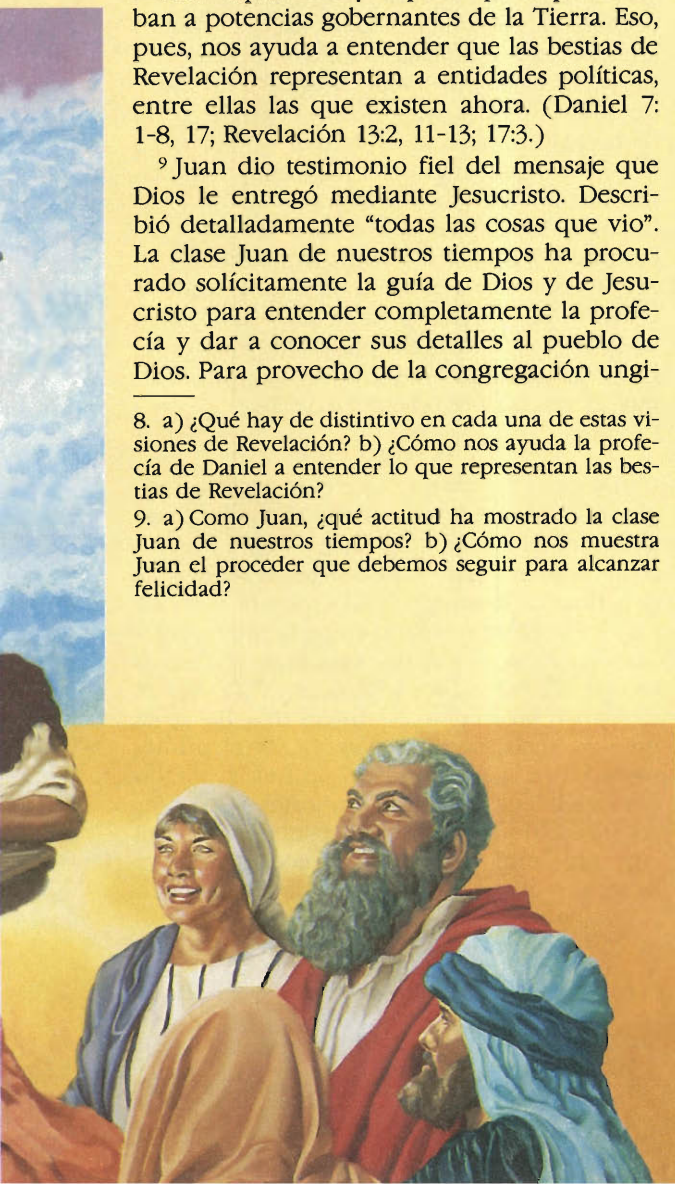 ban a potencias gobernantes de la Tierra. Eso,
pues, nos ayuda a entender que las bestias de
Revelación representan a entidades políticas,
entre ellas las que existen ahora. (Daniel 7:
1-8, 17; Revelación 13:2, 11-13; 17:3.)
⁹ Juan dio testimonio fiel del mensaje que
Dios le entregó mediante Jesucristo. Descri-
bió detalladamente “todas las cosas que vio”.
La clase Juan de nuestros tiempos ha procu-
rado solícitamente la guía de Dios y de Jesu-
cristo para entender completamente la profe-
cía y dar a conocer sus detalles al pueblo de
Dios. Para provecho de la congregación ungi-
8. a) ¿Qué hay de distintivo en cada una de estas vi-
siones de Revelación? b) ¿Cómo nos ayuda la profe-
cía de Daniel a entender lo que representan las bes-
tias de Revelación?
9. a) Como Juan, ¿qué actitud ha mostrado la clase
Juan de nuestros tiempos? b) ¿Cómo nos muestra
Juan el proceder que debemos seguir para alcanzar
felicidad?